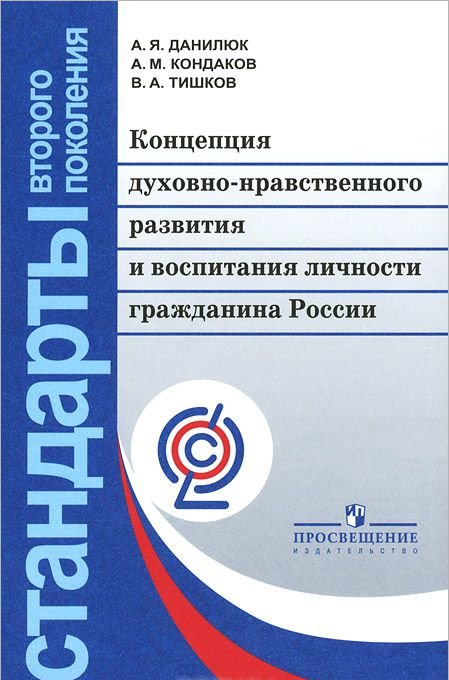 А. Я. ДАНИЛЮК
А. М. КОНДАКОВ
В. А. ТИШКОВ
Концепция
духовно-нравственного
развития
и воспитания личности
гражданина России
стандарты
второго
поколения
С
ПРОСВЕЩЕНИЕ
ИЗДАТЕЛЬСТВО